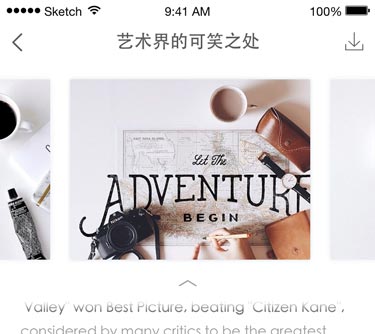 Sketch 9:41 AM 100%
艺术界的可笑之处
Let The
ADVENTURE
BEGIN
Valley" won Best Picture, beating "Citizen Kane",
considered by many critics to be the greatest